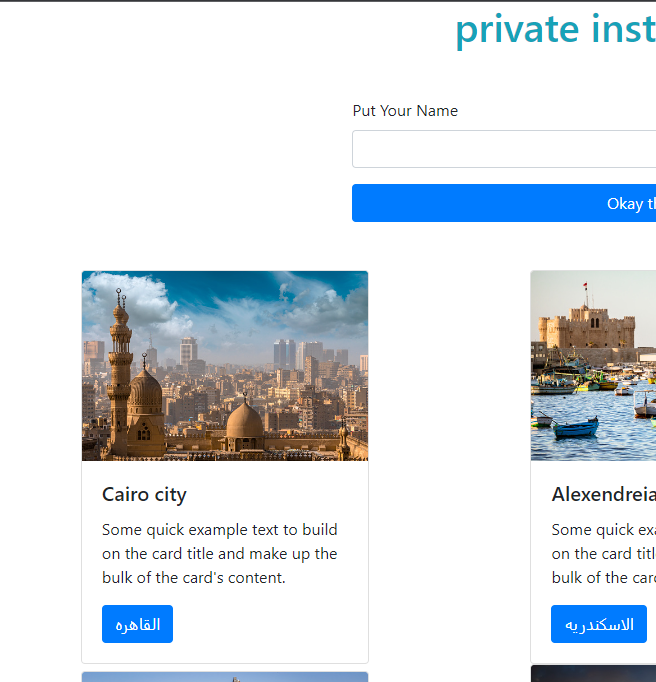 private inst
Put Your Name
Okay th
Cairo city
Some quick example text to build
on the card title and make up the
bulk of the card's content.
القاهره
Alexendreia
Some quick exa
on the card titl
bulk of the card
الاسكندريه